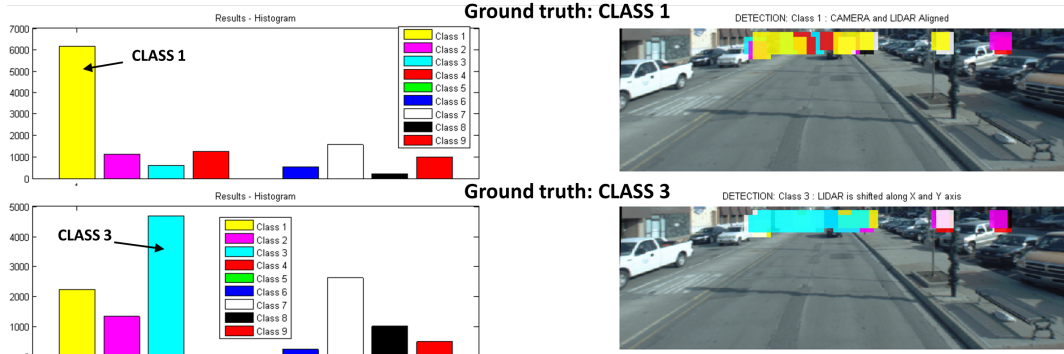 Ground truth: CLASS 1
Results - Histogram
7000
6000
5000
4000
3000
2000
1000
0
CLASS 1
Class 1
Class 2
Class 3
Class 4
Class 5
Class 6
Class 7
Class 8
Class 9
DETECTION: Class 1 : CAMERA and LIDAR Aligned
Ground truth: CLASS 3
Results - Histogram
5000
4000
3000
2000
1000
CLASS 3
Class 1
Class 2
Class 3
Class 4
Class 5
Class 6
Class 7
Class 8
Class 9
DETECTION: Class 3 : LIDAR is shifted along X and Y axis